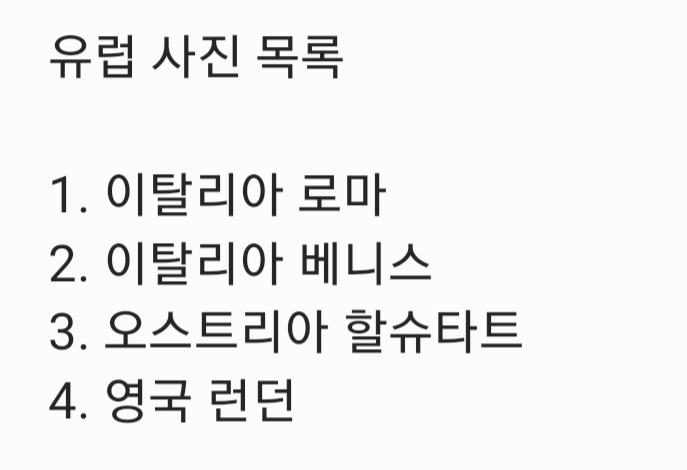 유럽 사진 목록
1. 이탈리아 로마
2. 이탈리아 베니스
3. 오스트리아 할슈타트
4. 영국 런던